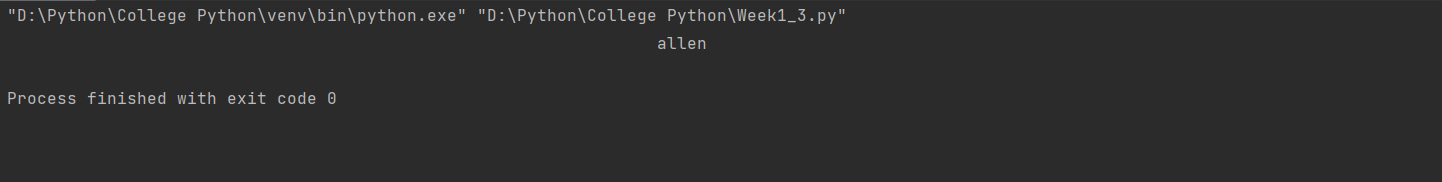 "D:\Python\College Python\venv\bin\python.exe" "D:\Python\College Python\Week1_3.py"
allen
Process finished with exit code 0